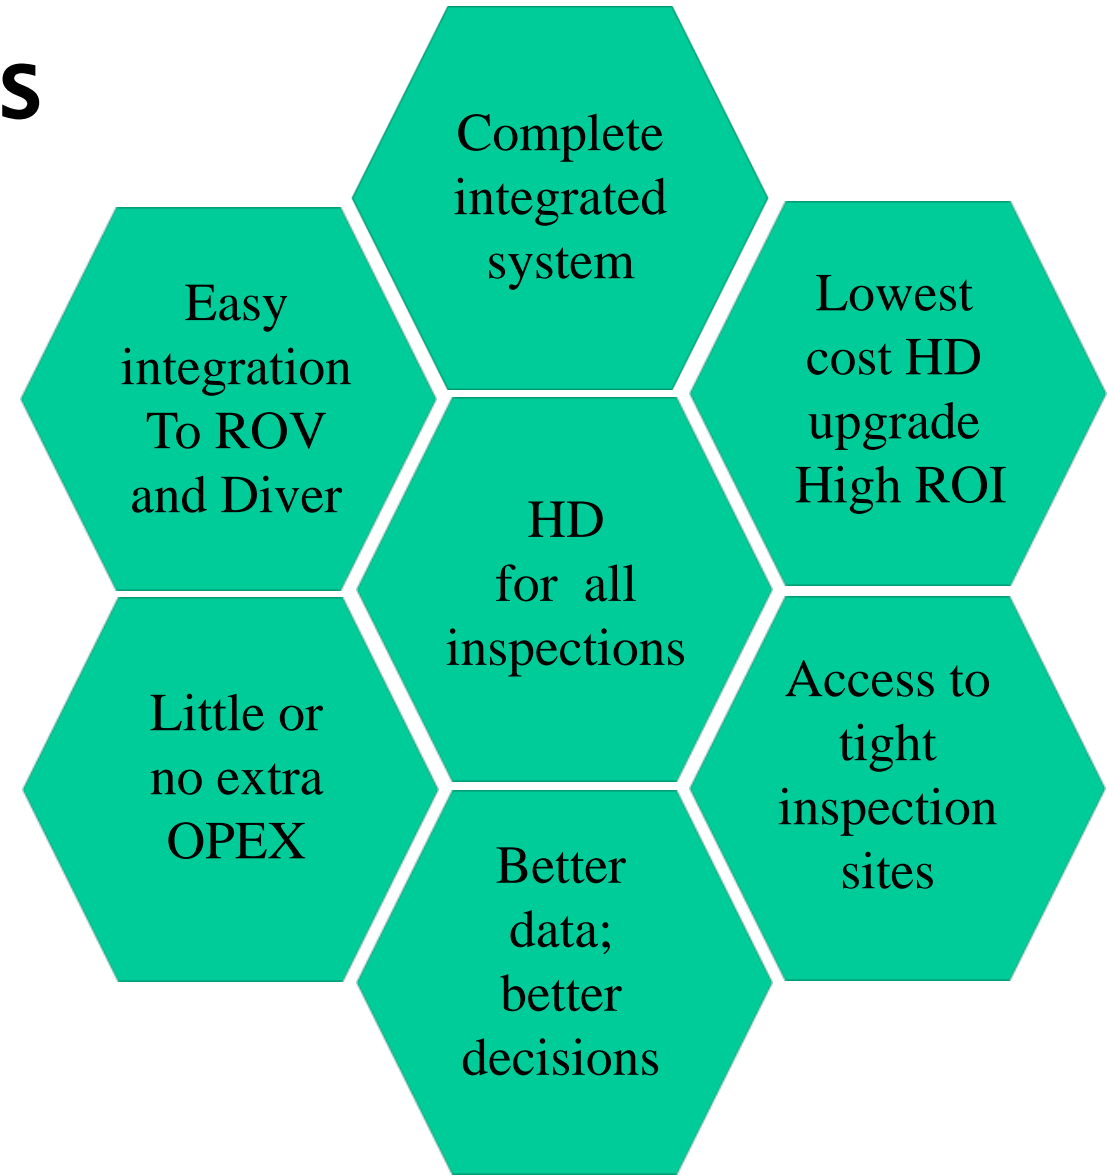 s
Complete
integrated
system
Easy
integration
To ROV
and Diver
Lowest
cost HD
upgrade
High ROI
HD
for  all
inspections
Little or
no extra
OPEX
Access to
tight
inspection
sites
Better
data;
better
decisions